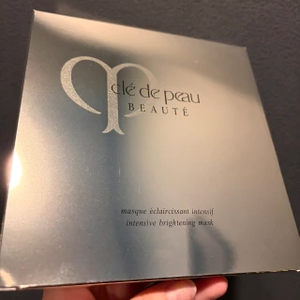 clé de peau
BEAUTÉ
masque éclaircissant intensif
intensive brightening mask